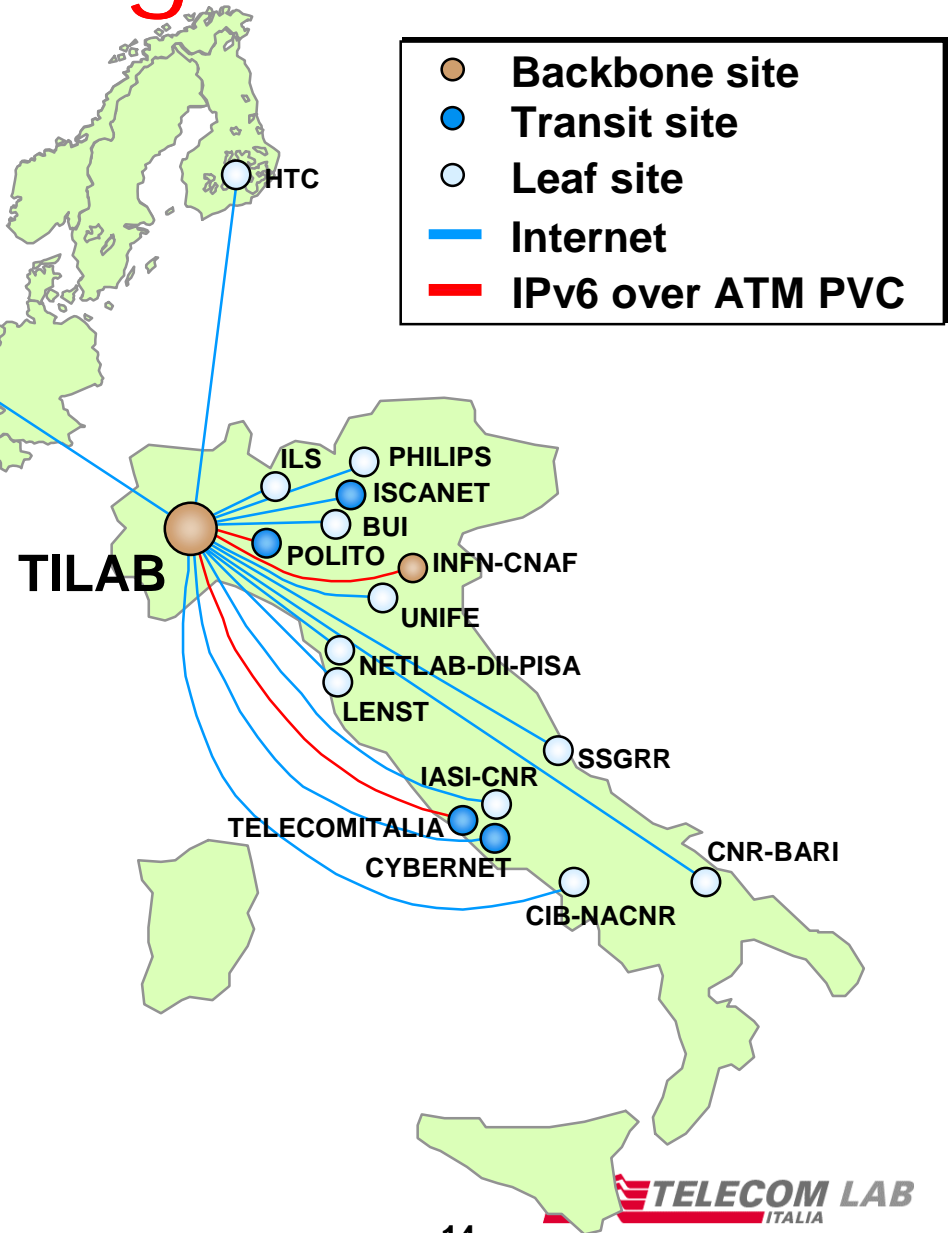 g
Backbone site
Transit site
Leaf site
Internet
IPv6 over ATM PVC
HTC
ILS
PHILIPS
ISCANET
BUI
POLITO
INFN-CNAF
TILAB
UNIFE
NETLAB-DII-PISA
LENST
SSGRR
IASI-CNR
TELECOMITALIA
CYBERNET
CNR-BARI
CIB-NACNR
TELECOM LAB
ITALIA
14